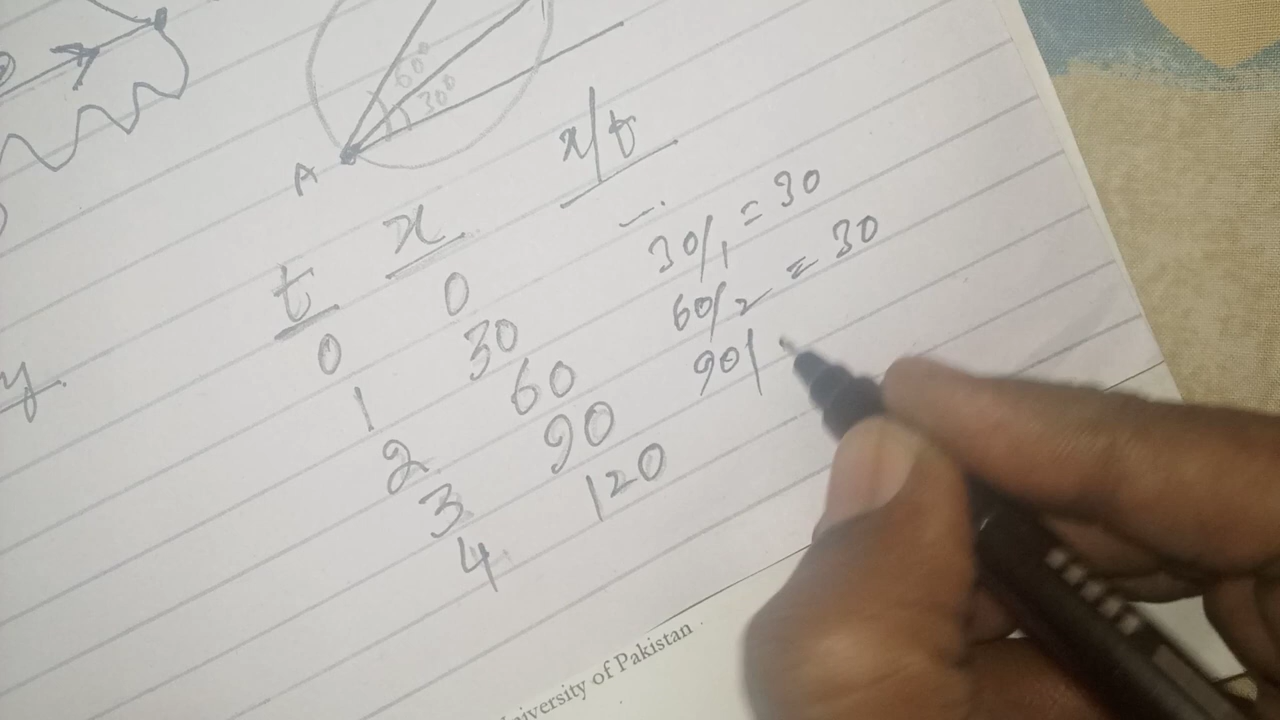 60°
30°
A
x/t
t x
0 0
1 30
2 60
3 90
4 120
-.
30/1 = 30
60/2 = 30
90/
y.
niversity of Pakistan